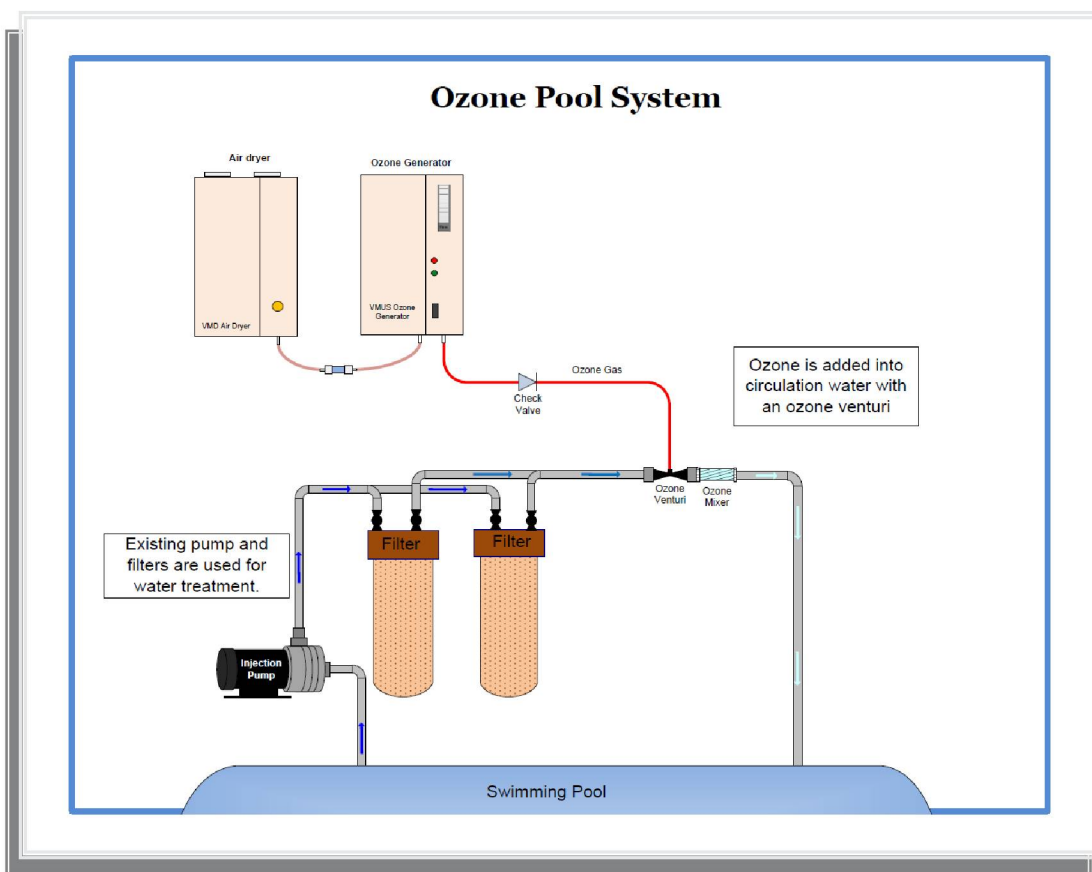 Ozone Pool System
Air dryer
Ozone Generator
VMD Air Dryer
VMUS Ozone
Generator
Ozone Gas
Check
Valve
Ozone is added into
circulation water with
an ozone venturi
Ozone
Venturi
Ozone
Mixer
Existing pump and
filters are used for
water treatment.
Filter
Filter
Injection
Pump
Swimming Pool